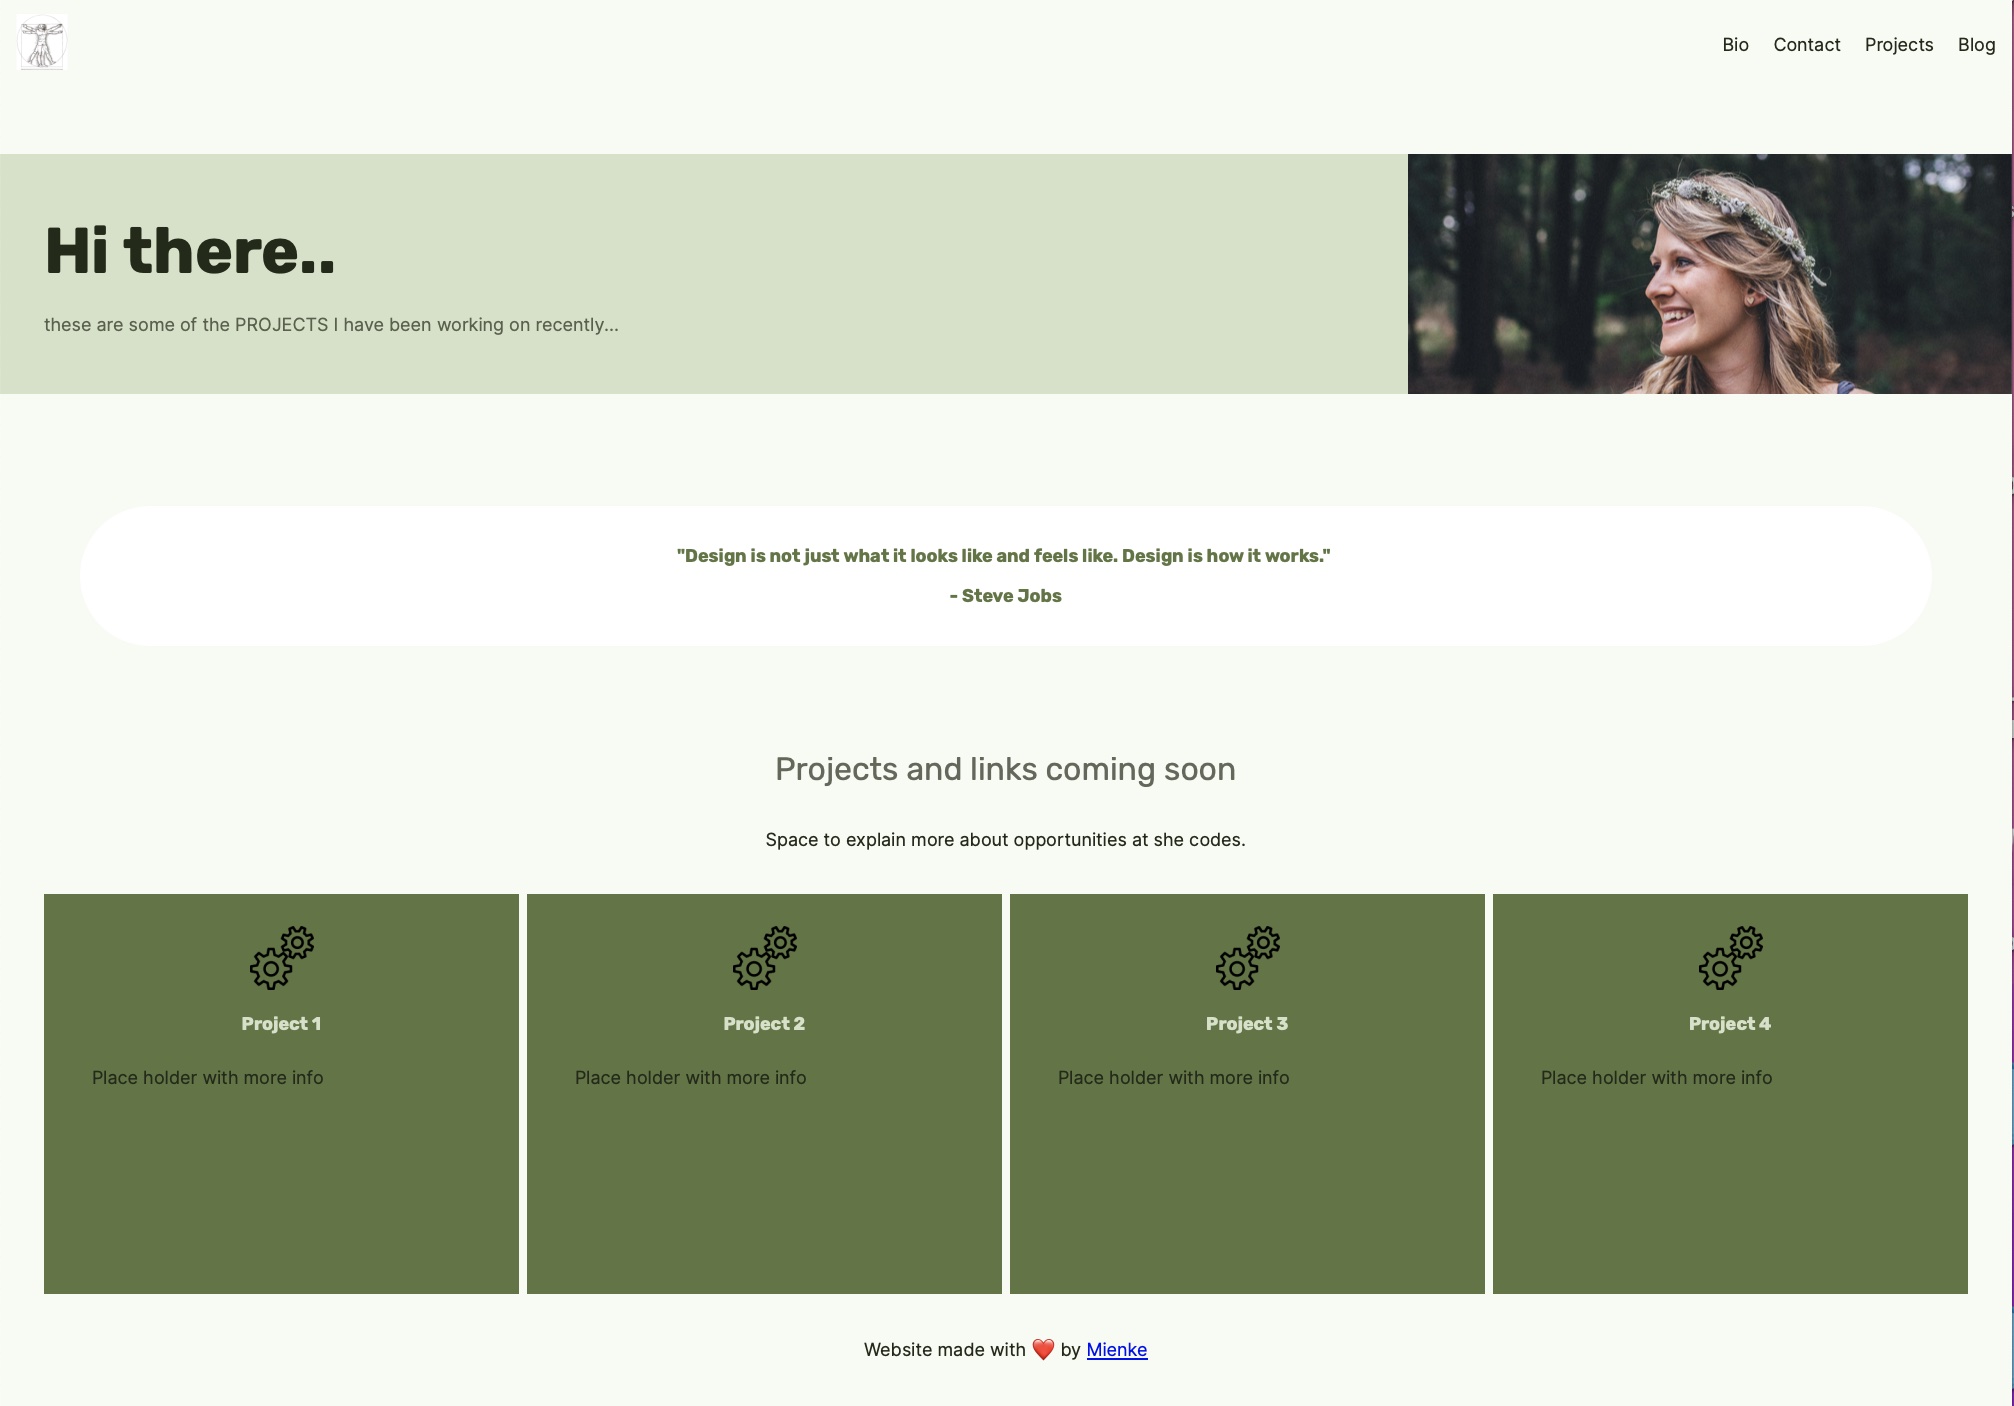 Bio Contact Projects Blog
Hi there..
these are some of the PROJECTS I have been working on recently...
"Design is not just what it looks like and feels like. Design is how it works."
- Steve Jobs
Projects and links coming soon
Space to explain more about opportunities at she codes.
Project 1
Place holder with more info
Project 2
Place holder with more info
Project 3
Place holder with more info
Project 4
Place holder with more info
Website made with ❤️ by Mienke